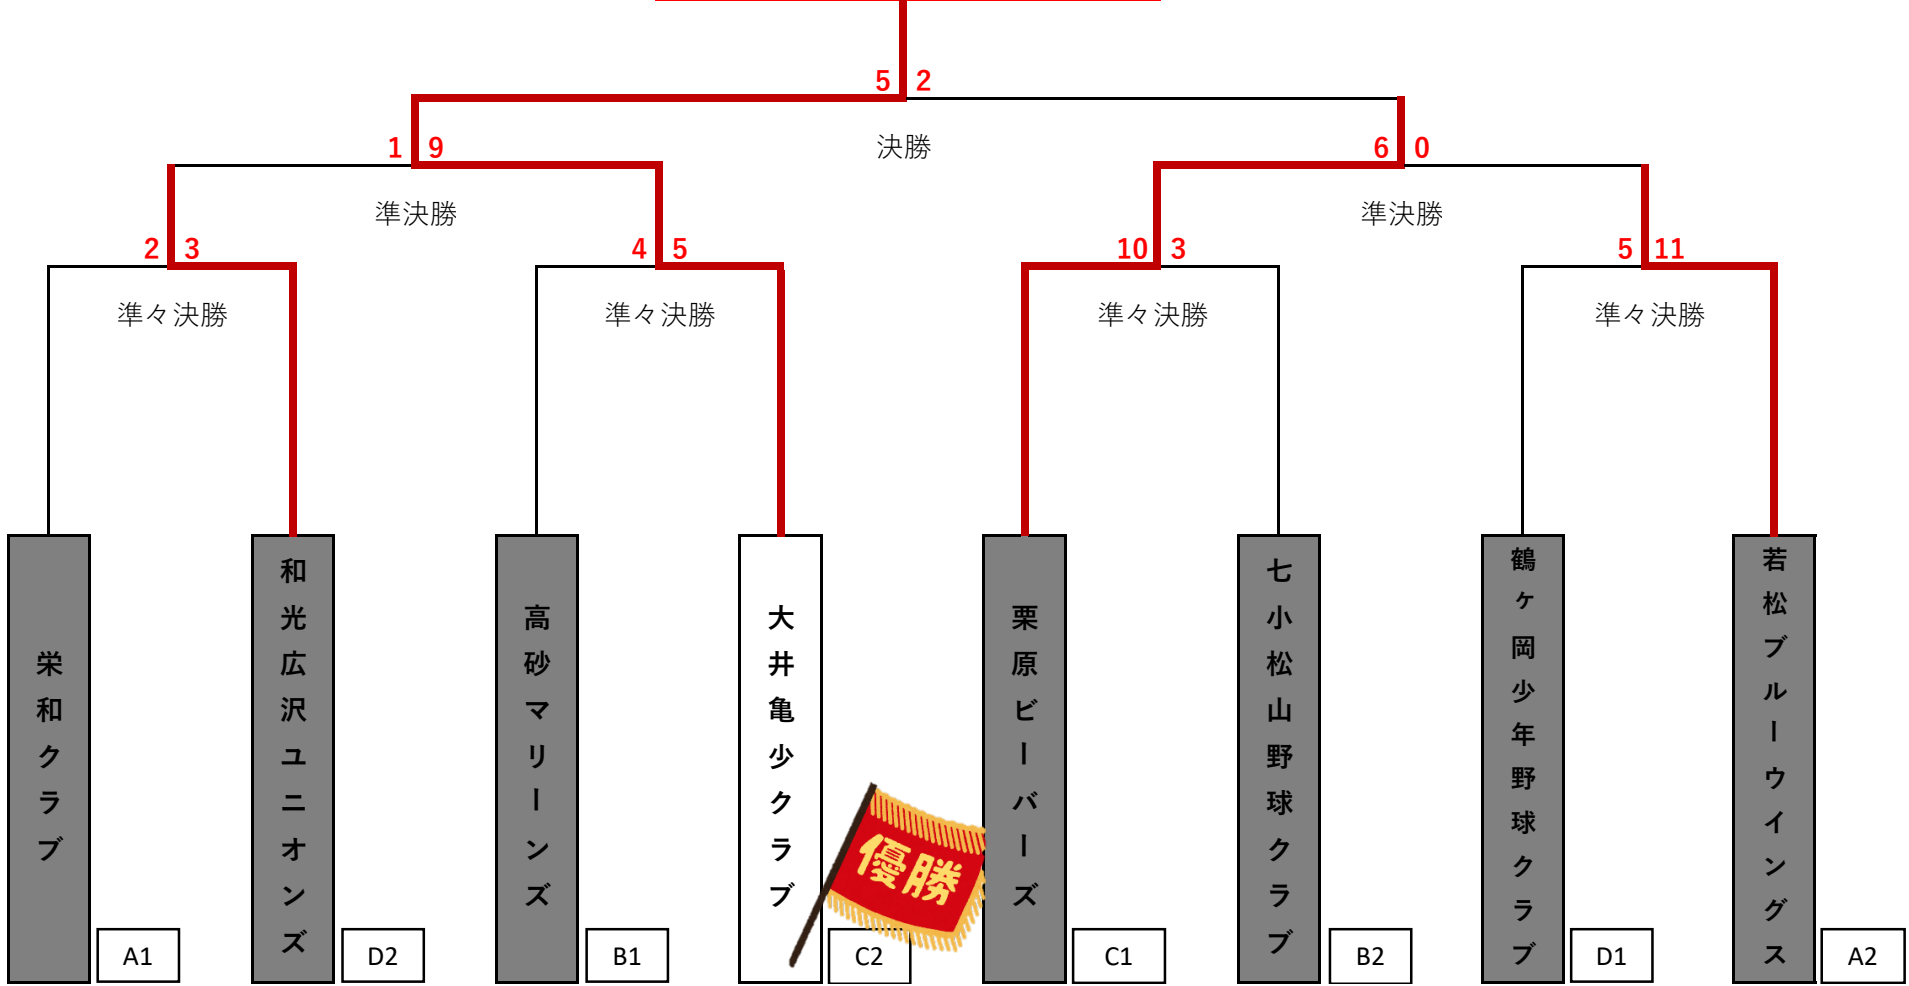 5 2
決勝
1 9
6 0
準決勝
準決勝
2 3
4 5
10 3
5 11
準々決勝
準々決勝
準々決勝
準々決勝
栄和クラブ
A1
和光広沢ユニオンズ
D2
高砂マリーンズ
B1
大井亀少クラブ
C2
優勝
栗原ビーバーズ
C1
七小松山野球クラブ
B2
鶴ヶ岡少年野球クラブ
D1
若松ブルーウイングス
A2